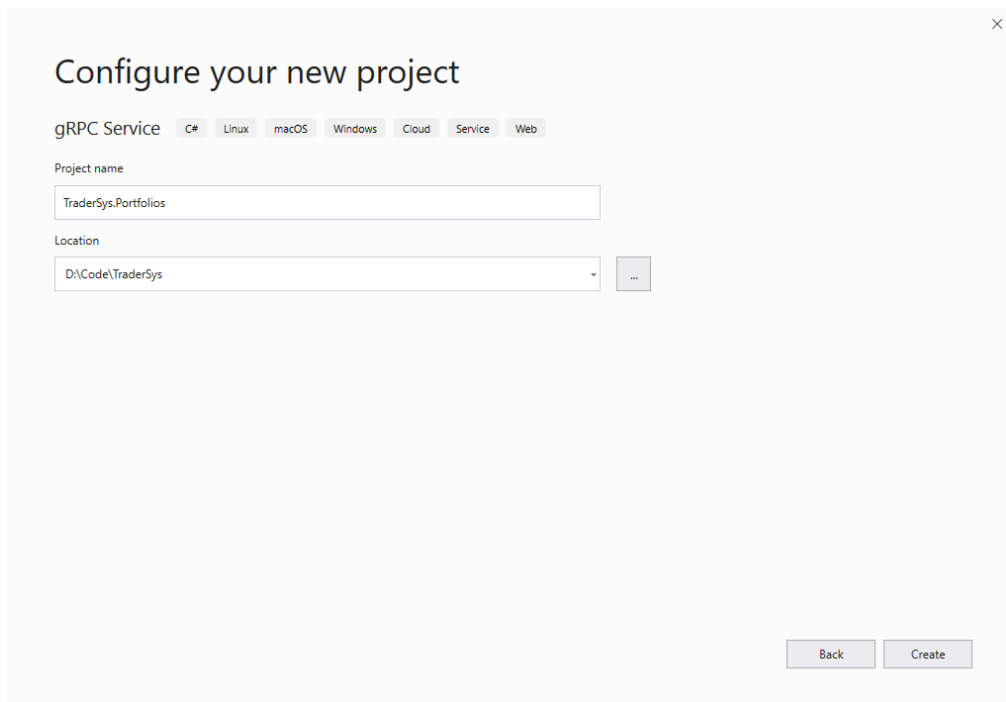 Configure your new project
gRPC Service C# Linux macOS Windows Cloud Service Web
Project name
TraderSys.Portfolios
Location
D:\Code\TraderSys
...
Back Create